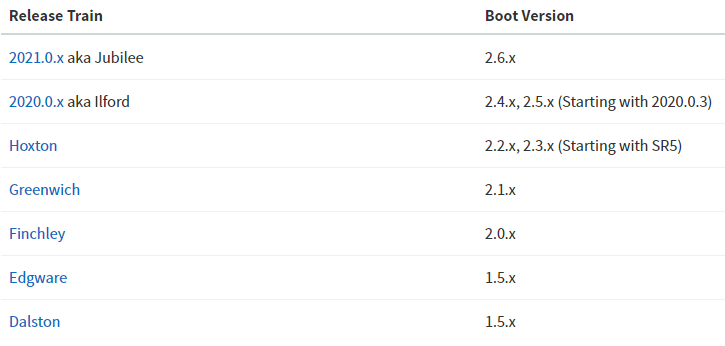 Release Train Boot Version
2021.0.x aka Jubilee 2.6.x
2020.0.x aka Ilford 2.4.x, 2.5.x (Starting with 2020.0.3)
Hoxton 2.2.x, 2.3.x (Starting with SR5)
Greenwich 2.1.x
Finchley 2.0.x
Edgware 1.5.x
Dalston 1.5.x